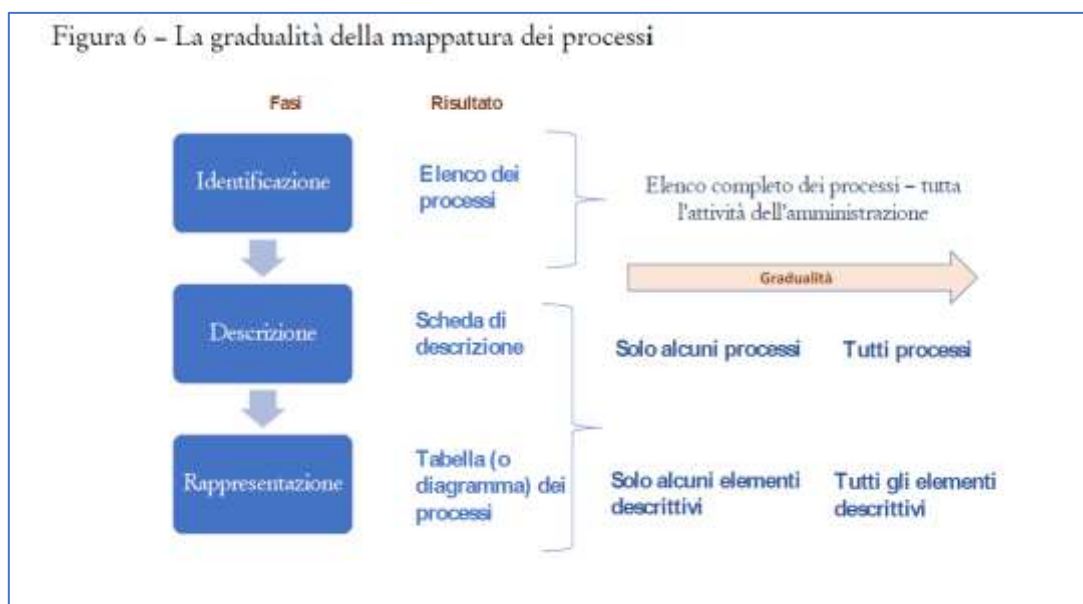 Figura 6 – La gradualità della mappatura dei processi
Fasi
Risultato
Identificazione
Elenco dei
processi
Elenco completo dei processi – tutta
l'attività dell'amministrazione
Gradualità
Descrizione
Scheda di
descrizione
Solo alcuni processi
Tutti processi
Rappresentazione
Tabella (o
diagramma) dei
processi
Solo alcuni elementi
descrittivi
Tutti gli elementi
descrittivi